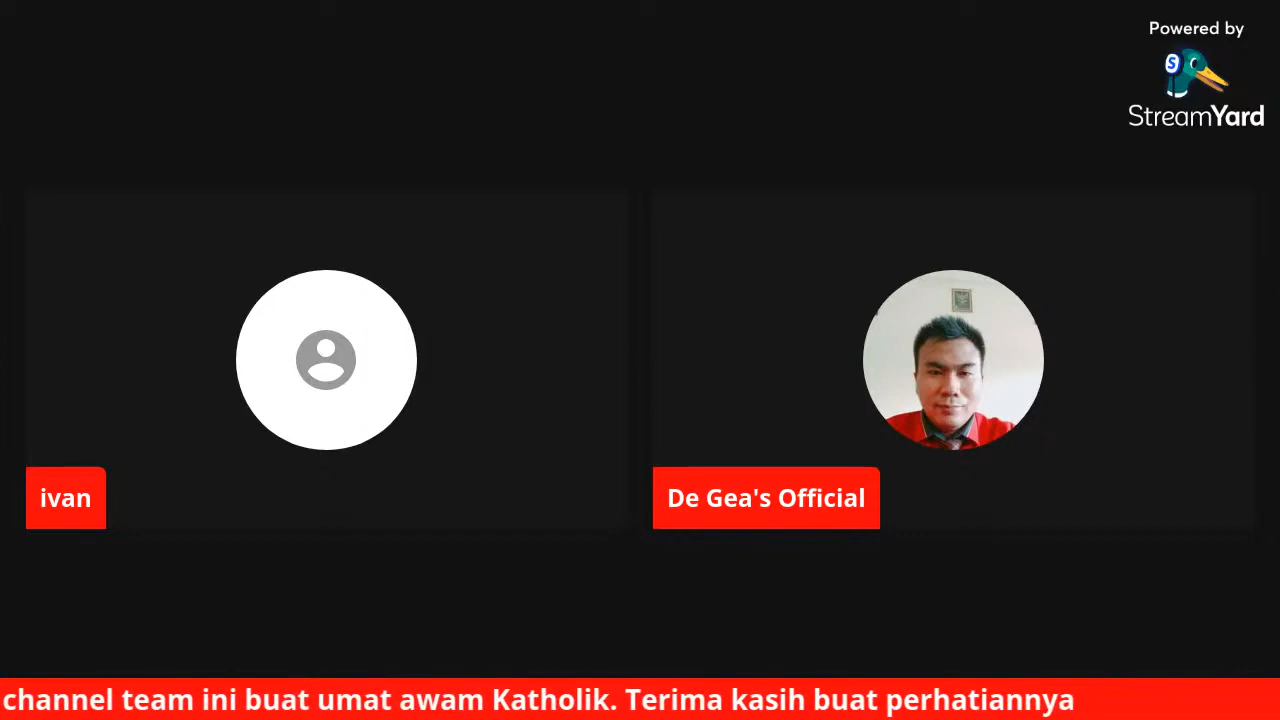 Powered by
S
StreamYard
ivan
De Gea's Official
channel team ini buat umat awam Katholik. Terima kasih buat perhatiannya